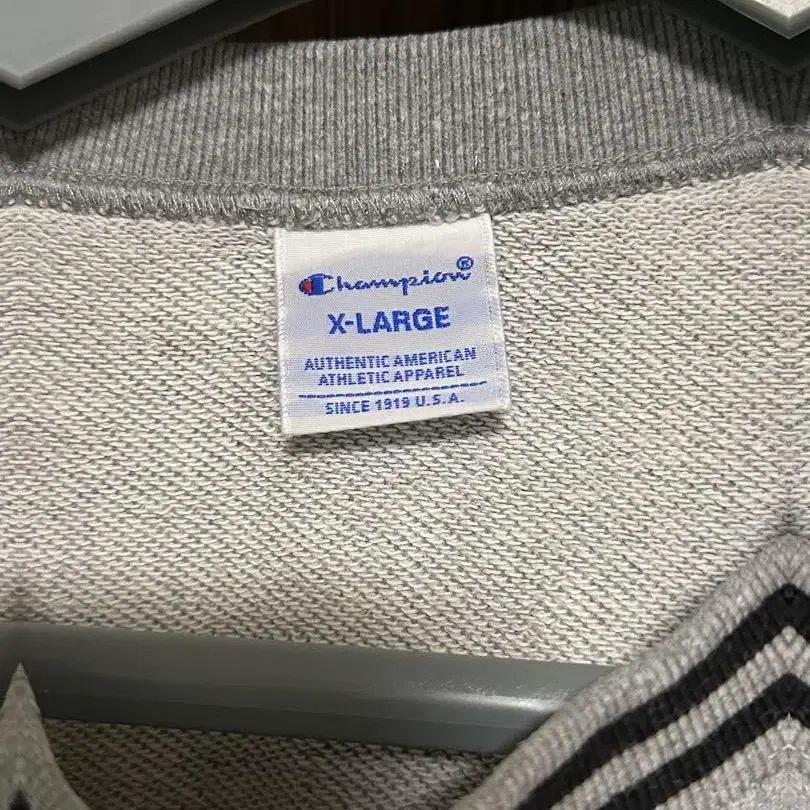 Champion®
X-LARGE
AUTHENTIC AMERICAN
ATHLETIC APPAREL
SINCE 1919 U.S.A.